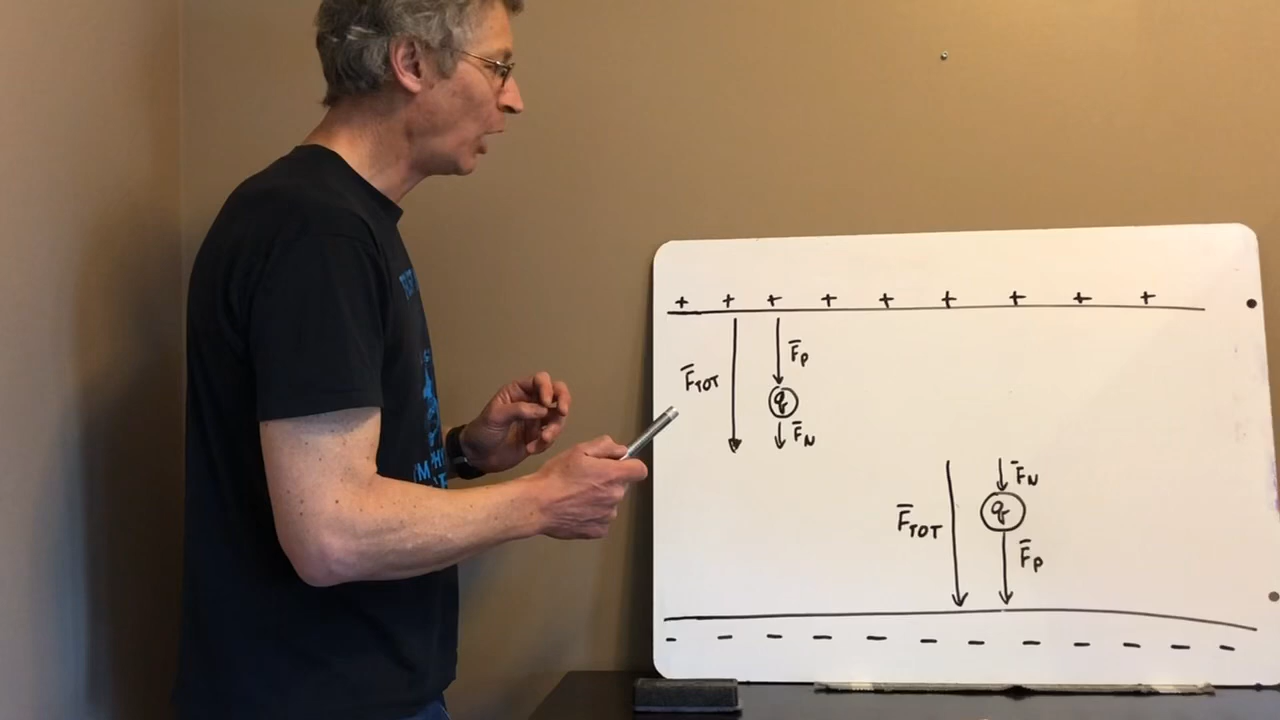 + + + + + + + + +
F̄TOT
F̄P
q
F̄N
F̄N
q
F̄TOT
F̄P
- - - - - - - - - - - -